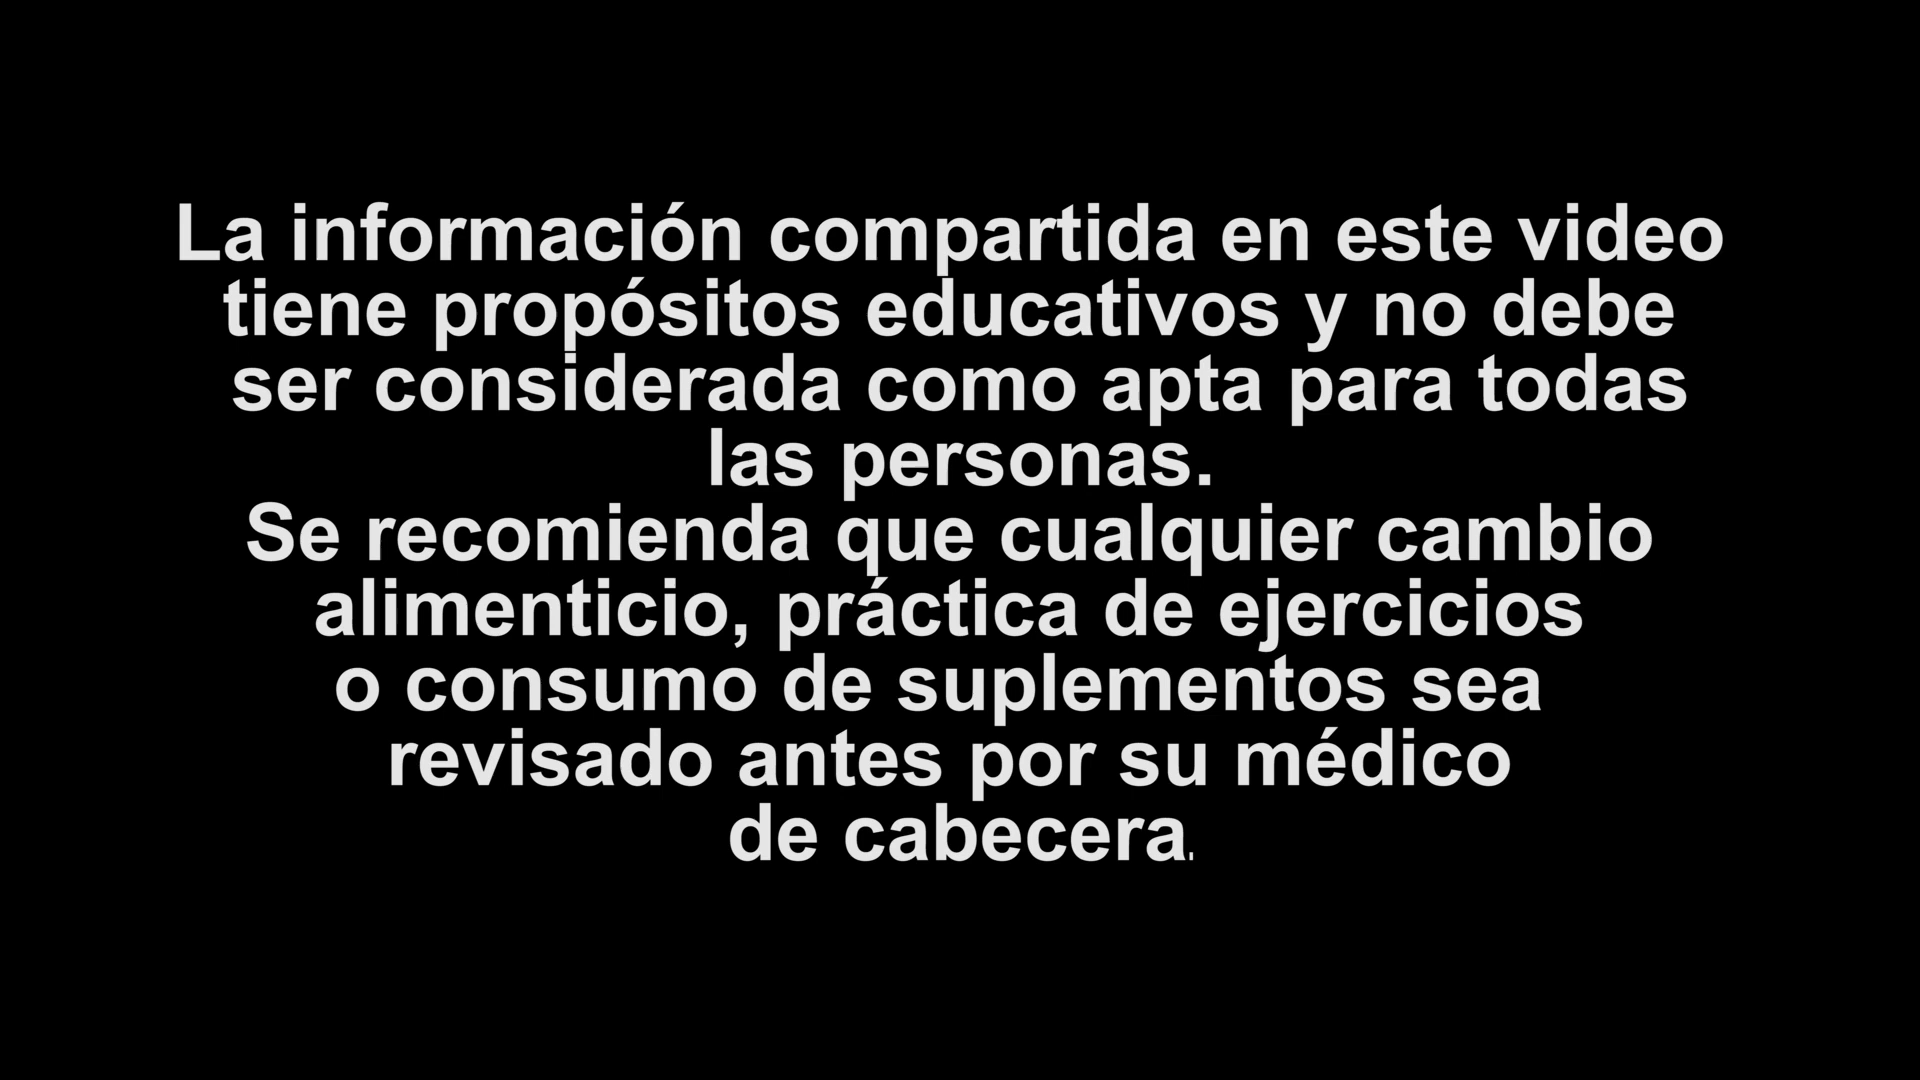 La información compartida en este video
tiene propósitos educativos y no debe
ser considerada como apta para todas
las personas.
Se recomienda que cualquier cambio
alimenticio, práctica de ejercicios
o consumo de suplementos sea
revisado antes por su médico
de cabecera.